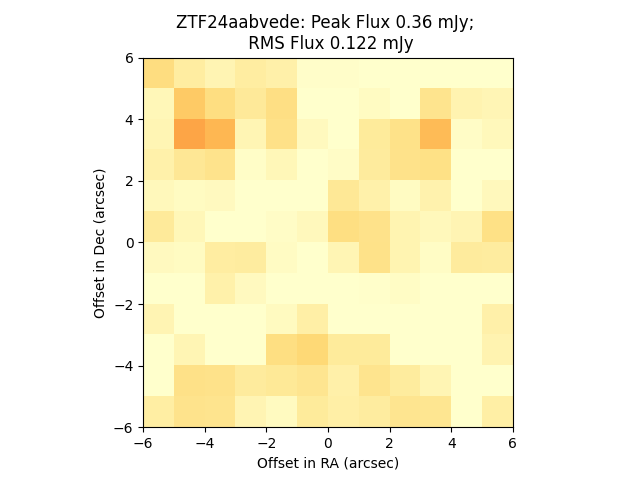 ZTF24aabvede: Peak Flux 0.36 mJy;
RMS Flux 0.122 mJy
6
4
2
0
−2
−4
−6
Offset in Dec (arcsec)
−6 −4 −2 0 2 4 6
Offset in RA (arcsec)